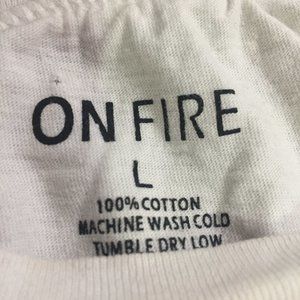 ON FIRE
L
100% COTTON
MACHINE WASH COLD
TUMBLE DRY LOW